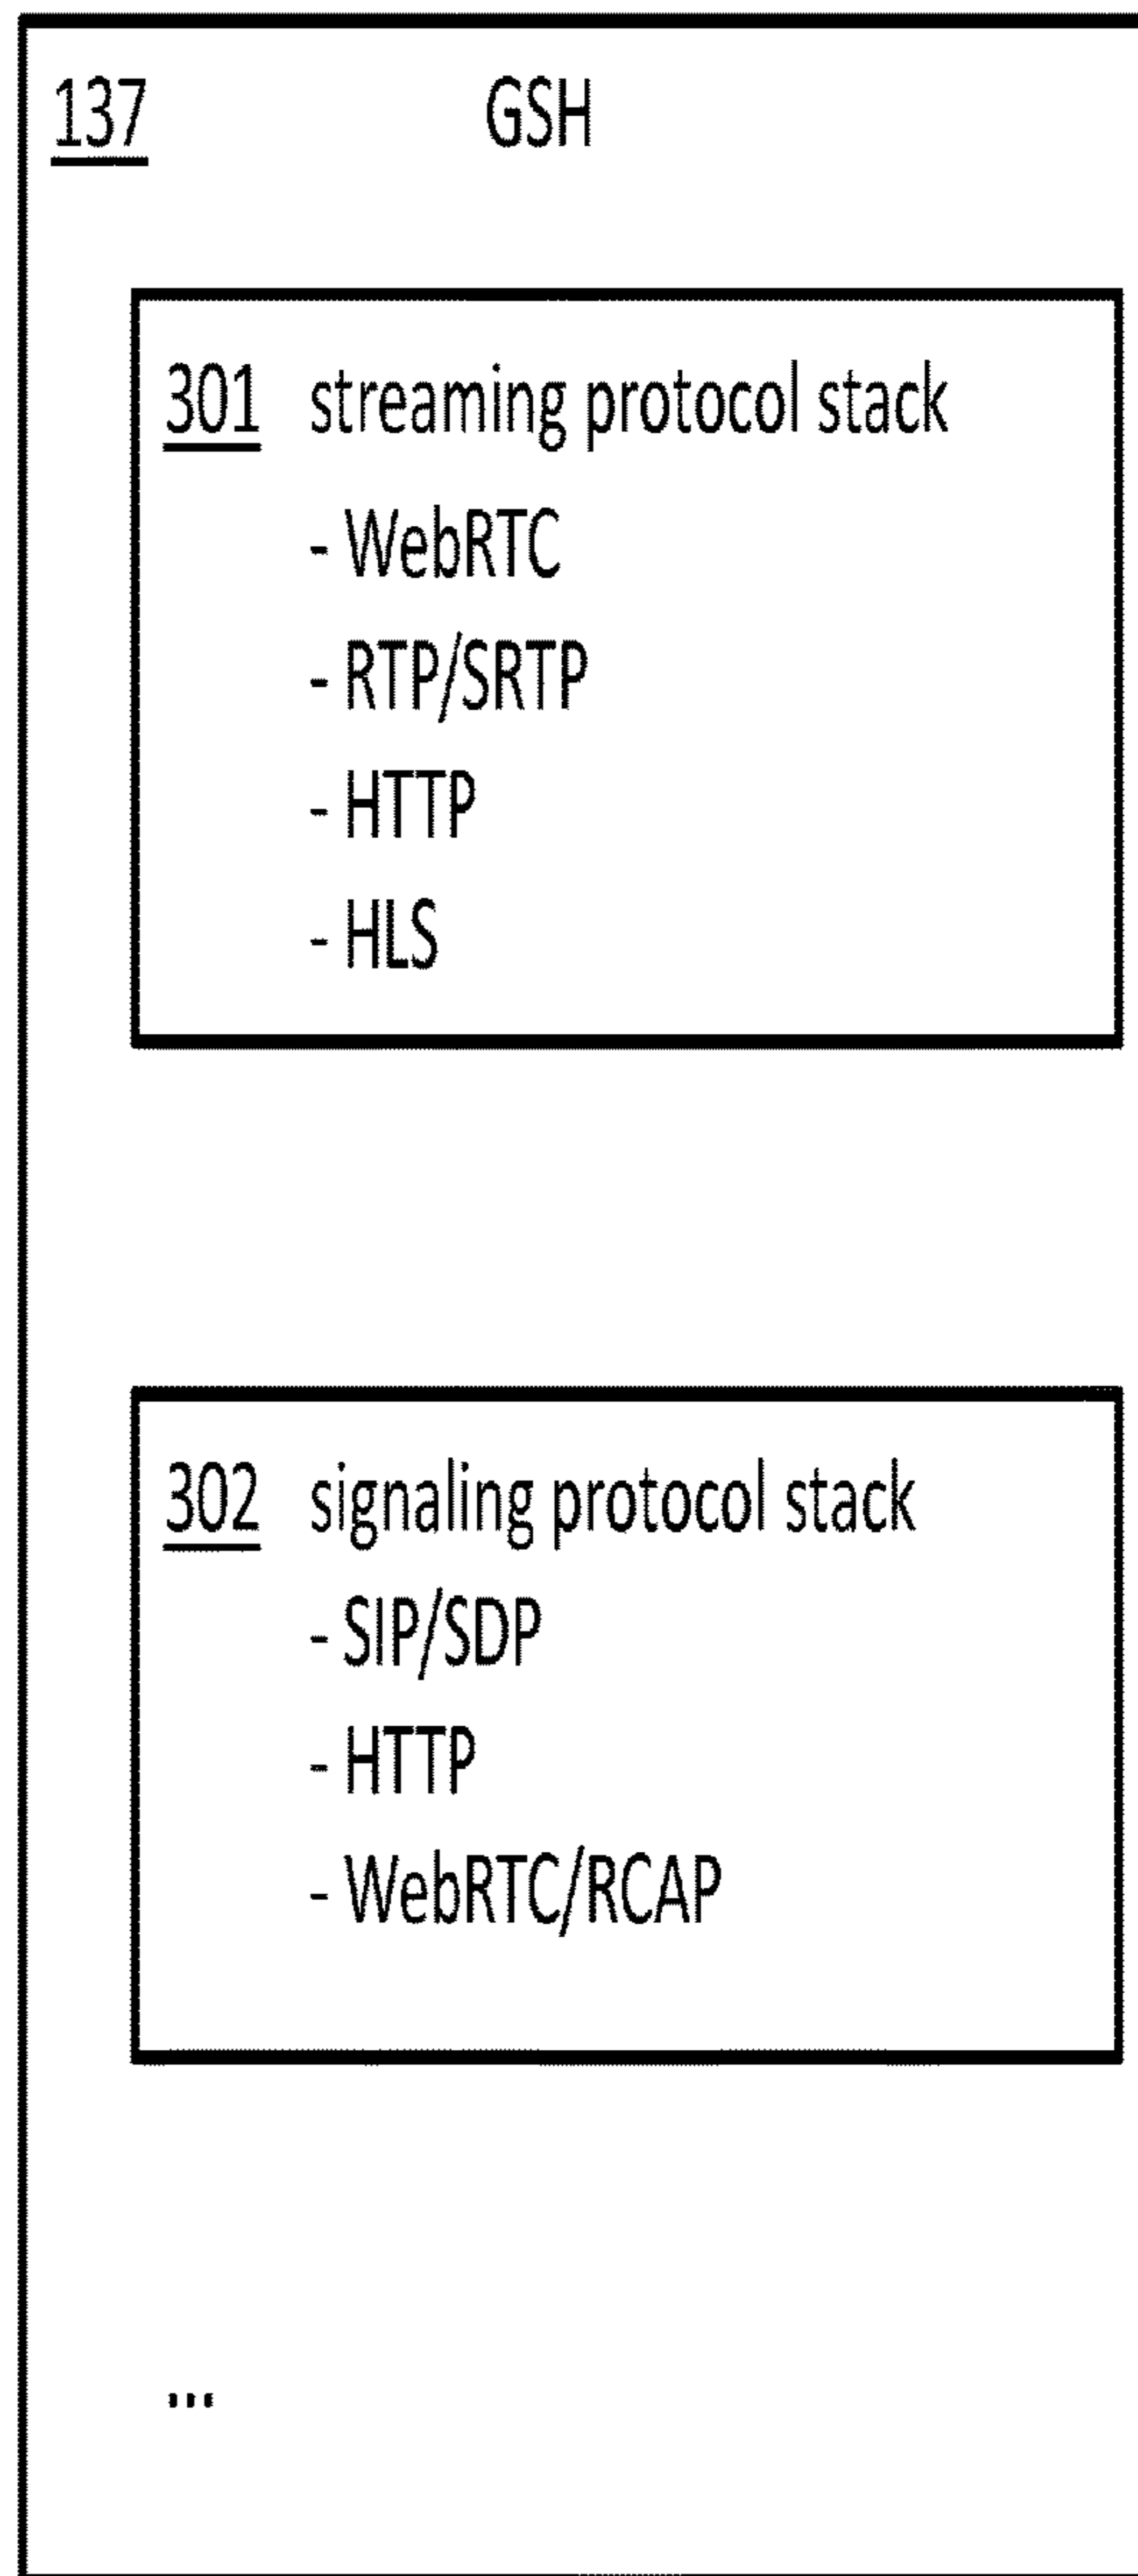 137 GSH
301 streaming protocol stack
- WebRTC
- RTP/SRTP
- HTTP
- HLS
302 signaling protocol stack
- SIP/SDP
- HTTP
- WebRTC/RCAP
...